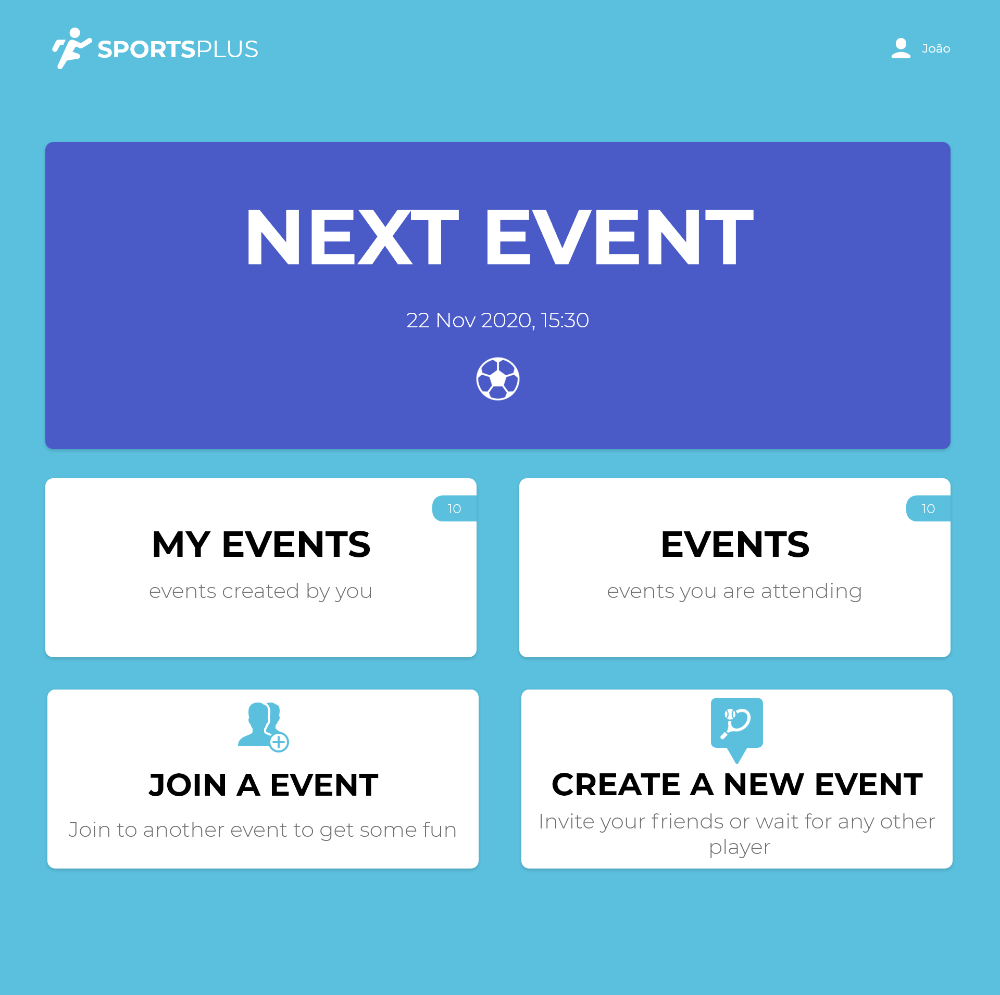 SPORTSPLUS
João
NEXT EVENT
22 Nov 2020, 15:30
10
MY EVENTS
events created by you
10
EVENTS
events you are attending
JOIN A EVENT
Join to another event to get some fun
CREATE A NEW EVENT
Invite your friends or wait for any other
player